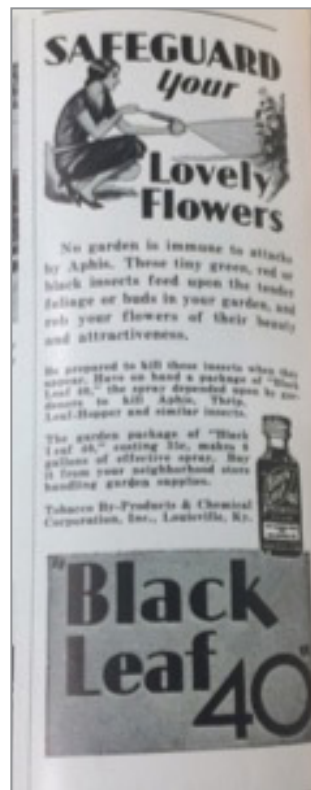 SAFEGUARD
your
Lovely
Flowers
No garden is immune to attacks
by Aphis. These tiny green, red or
black insects feed upon the tender
foliage or buds in your garden, and
rob your flowers of their beauty
and attractiveness.
Be prepared to kill these insects when they
appear. Have on hand a package of "Black
Leaf 40," the spray depended upon by gar-
deners to kill Aphis, Thrip,
Leaf-Hopper and similar insects.
The garden package of "Black
Leaf 40," costing 35c, makes 6
gallons of effective spray. Buy
it from your neighborhood store
handling garden supplies.
Tobacco By-Products & Chemical
Corporation, Inc., Louisville, Ky.
"Black
Leaf 40"